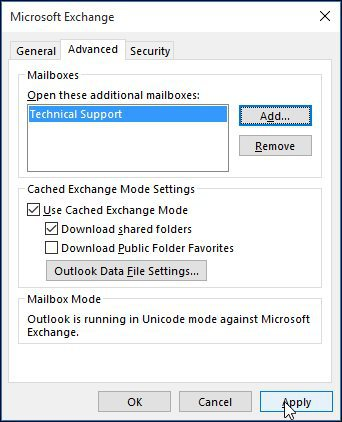 Microsoft Exchange
General Advanced Security
Mailboxes
Open these additional mailboxes:
Technical Support
Add...
Remove
Cached Exchange Mode Settings
Use Cached Exchange Mode
Download shared folders
Download Public Folder Favorites
Outlook Data File Settings...
Mailbox Mode
Outlook is running in Unicode mode against Microsoft
Exchange.
OK Cancel Apply